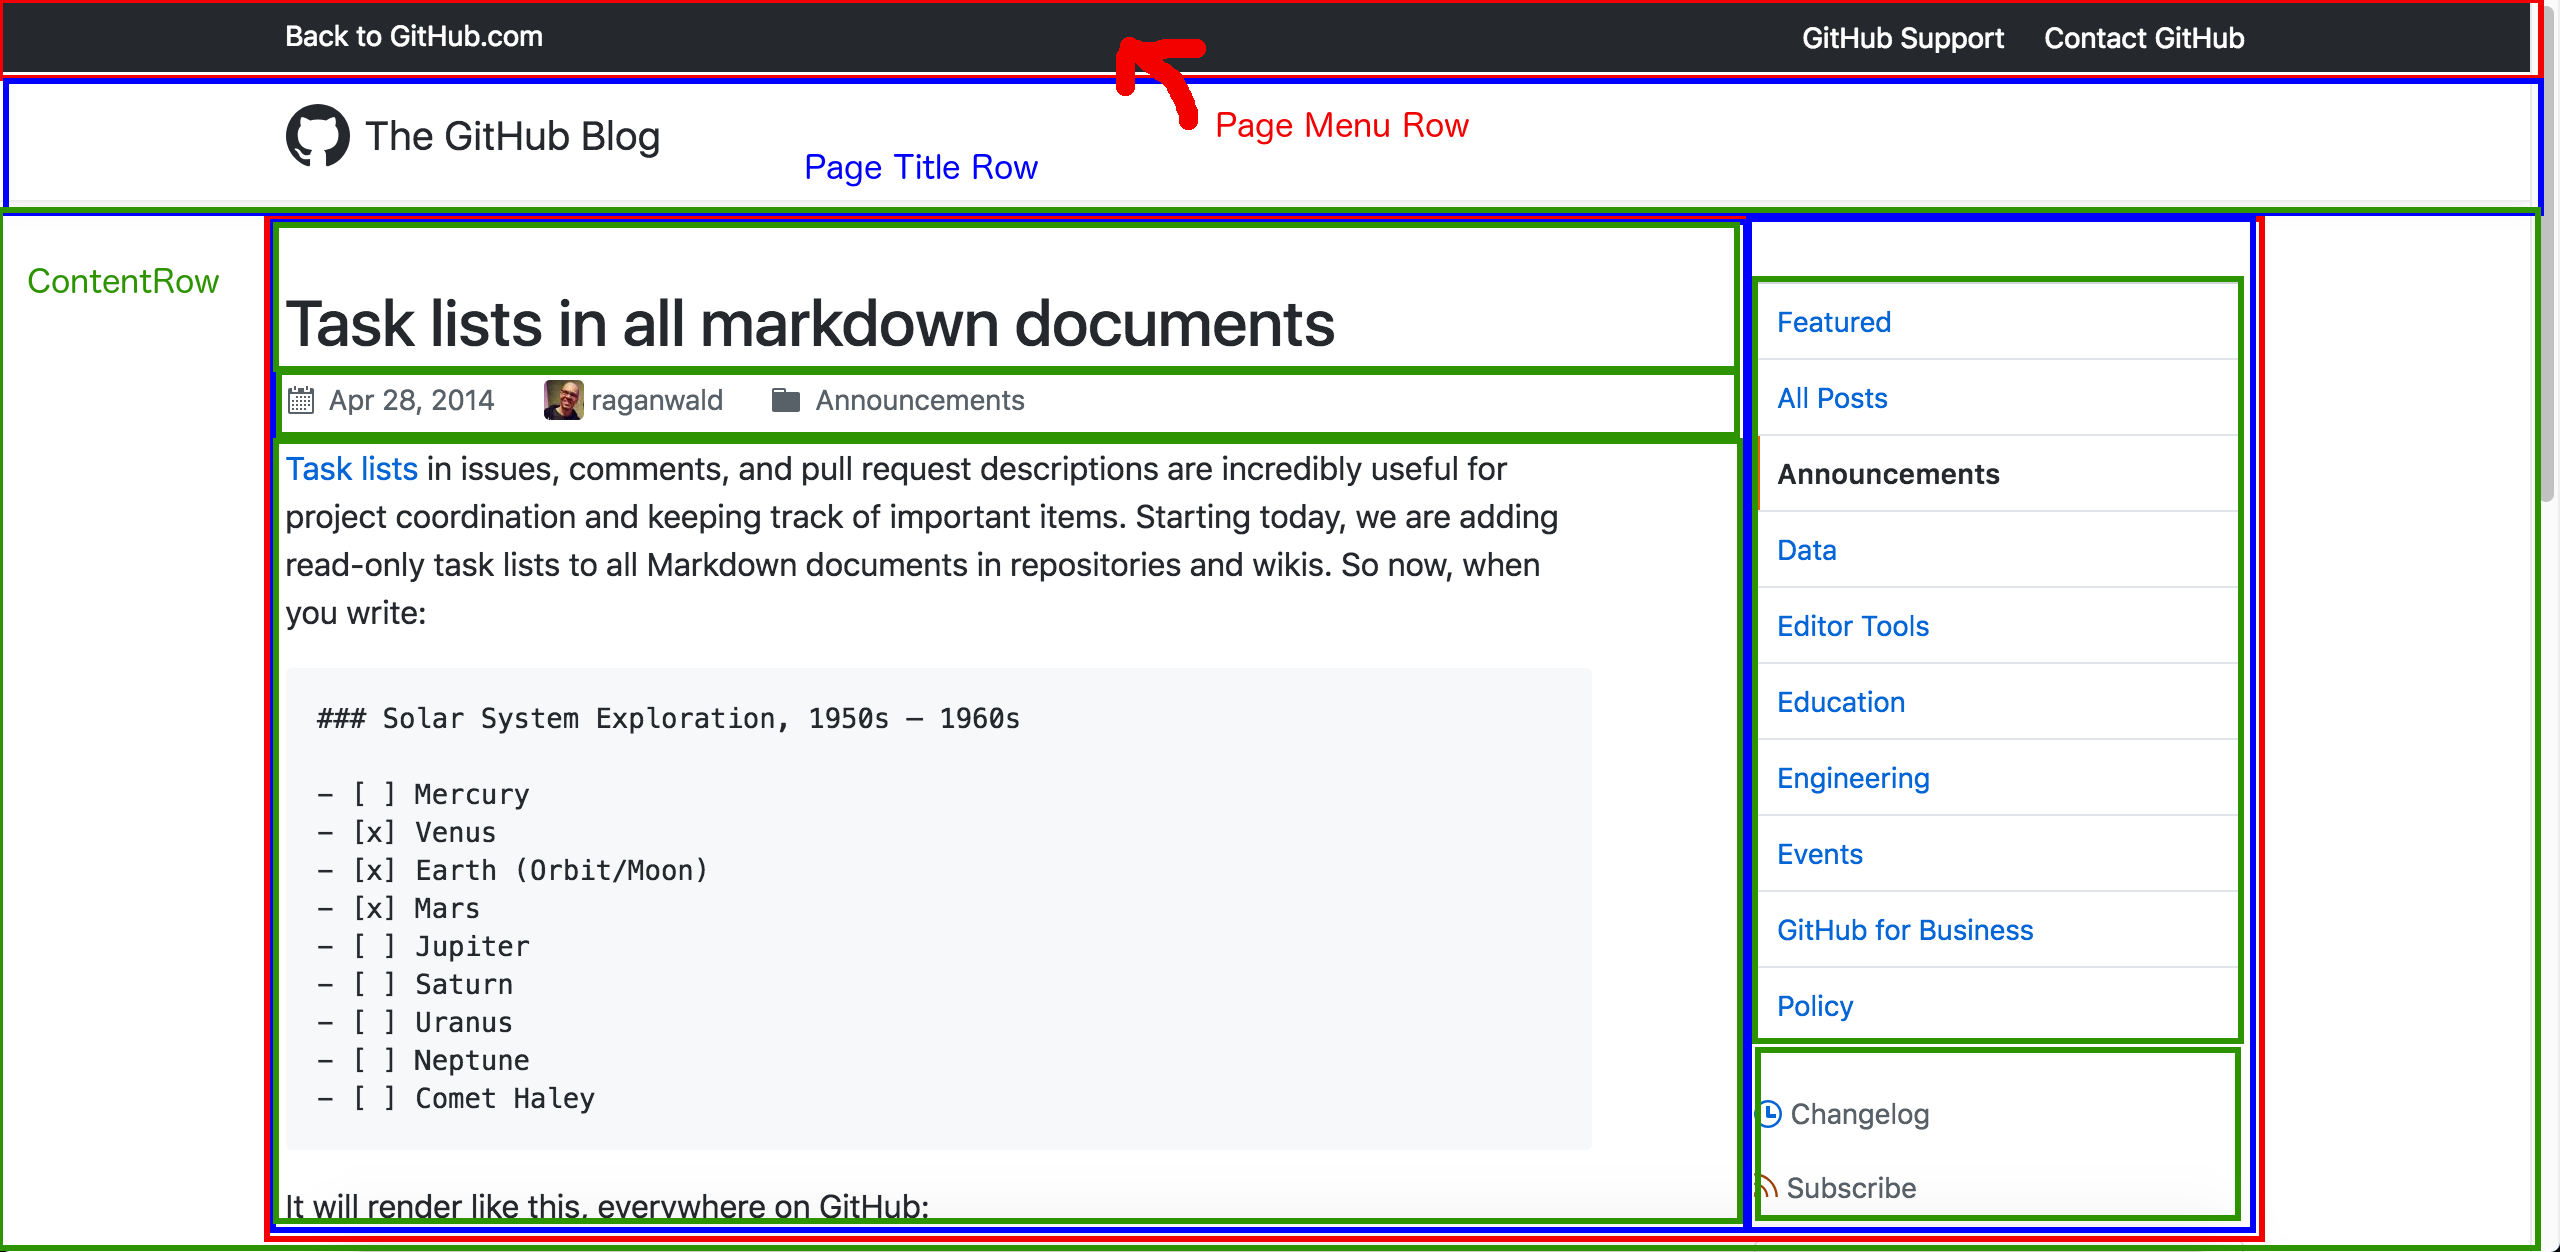 Back to GitHub.com
GitHub Support Contact GitHub
The GitHub Blog
Page Menu Row
Page Title Row
ContentRow
Task lists in all markdown documents
Apr 28, 2014 raganwald Announcements
Task lists in issues, comments, and pull request descriptions are incredibly useful for
project coordination and keeping track of important items. Starting today, we are adding
read-only task lists to all Markdown documents in repositories and wikis. So now, when
you write:
### Solar System Exploration, 1950s – 1960s
- [ ] Mercury
- [x] Venus
- [x] Earth (Orbit/Moon)
- [x] Mars
- [ ] Jupiter
- [ ] Saturn
- [ ] Uranus
- [ ] Neptune
- [ ] Comet Haley
It will render like this, everywhere on GitHub:
Featured
All Posts
Announcements
Data
Editor Tools
Education
Engineering
Events
GitHub for Business
Policy
Changelog
Subscribe